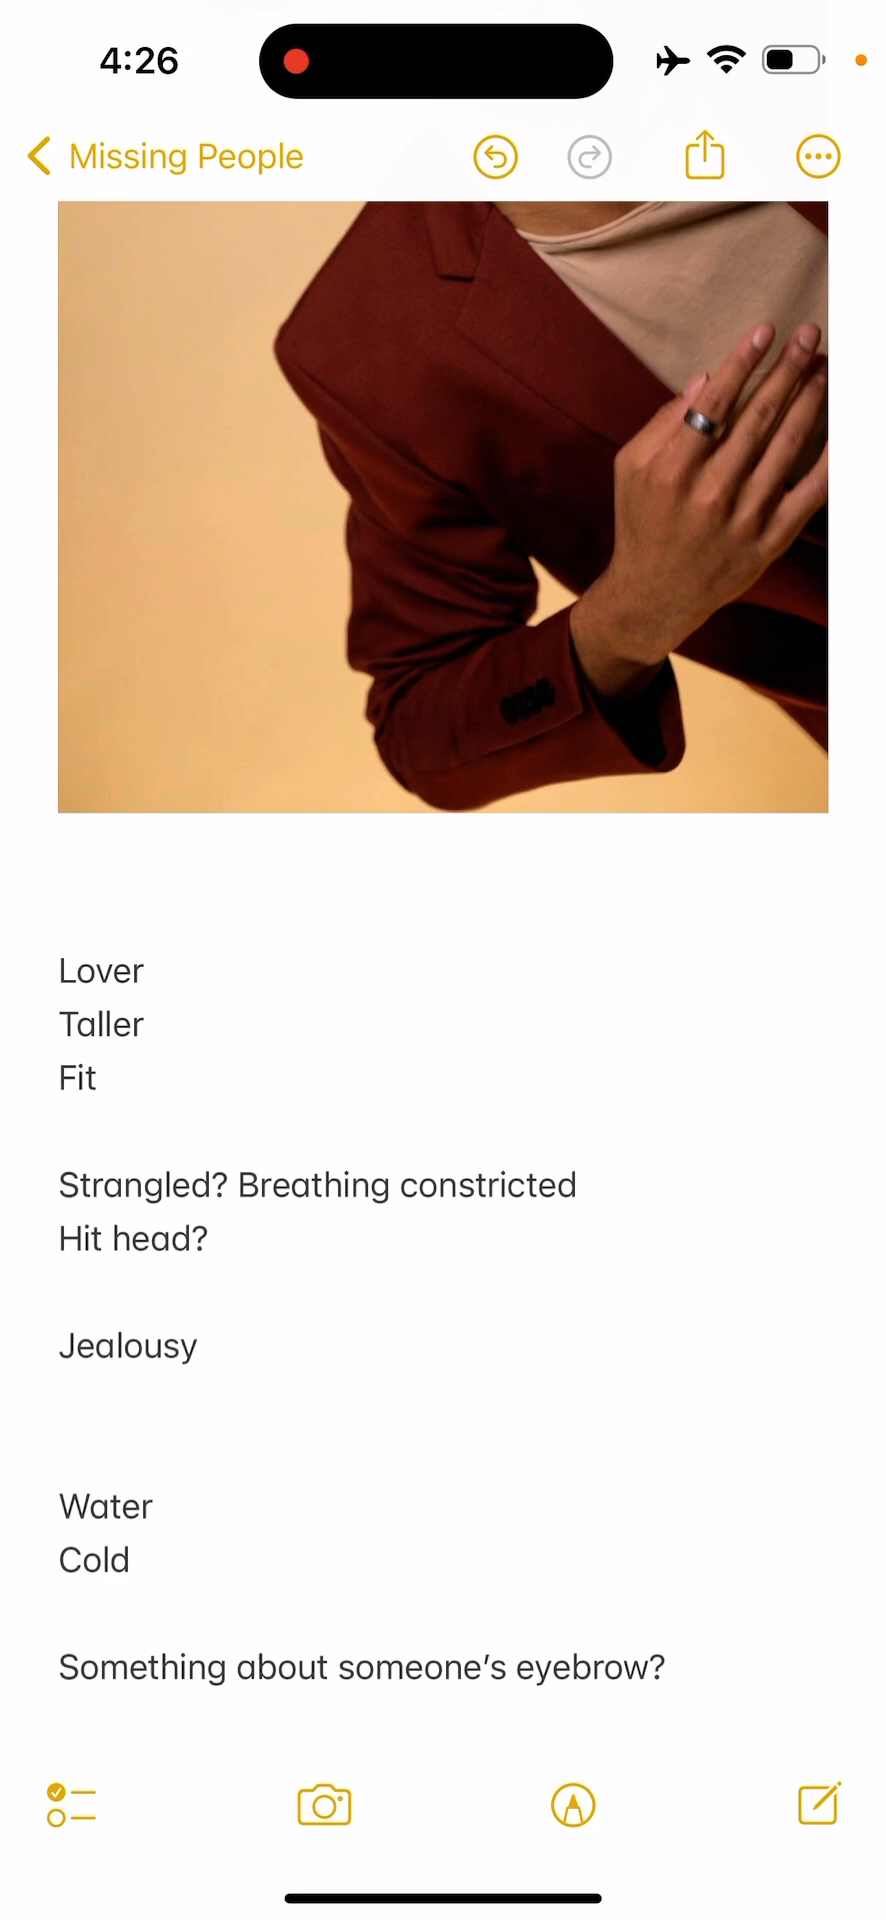 4:26
Missing People
Lover
Taller
Fit
Strangled? Breathing constricted
Hit head?
Jealousy
Water
Cold
Something about someone's eyebrow?